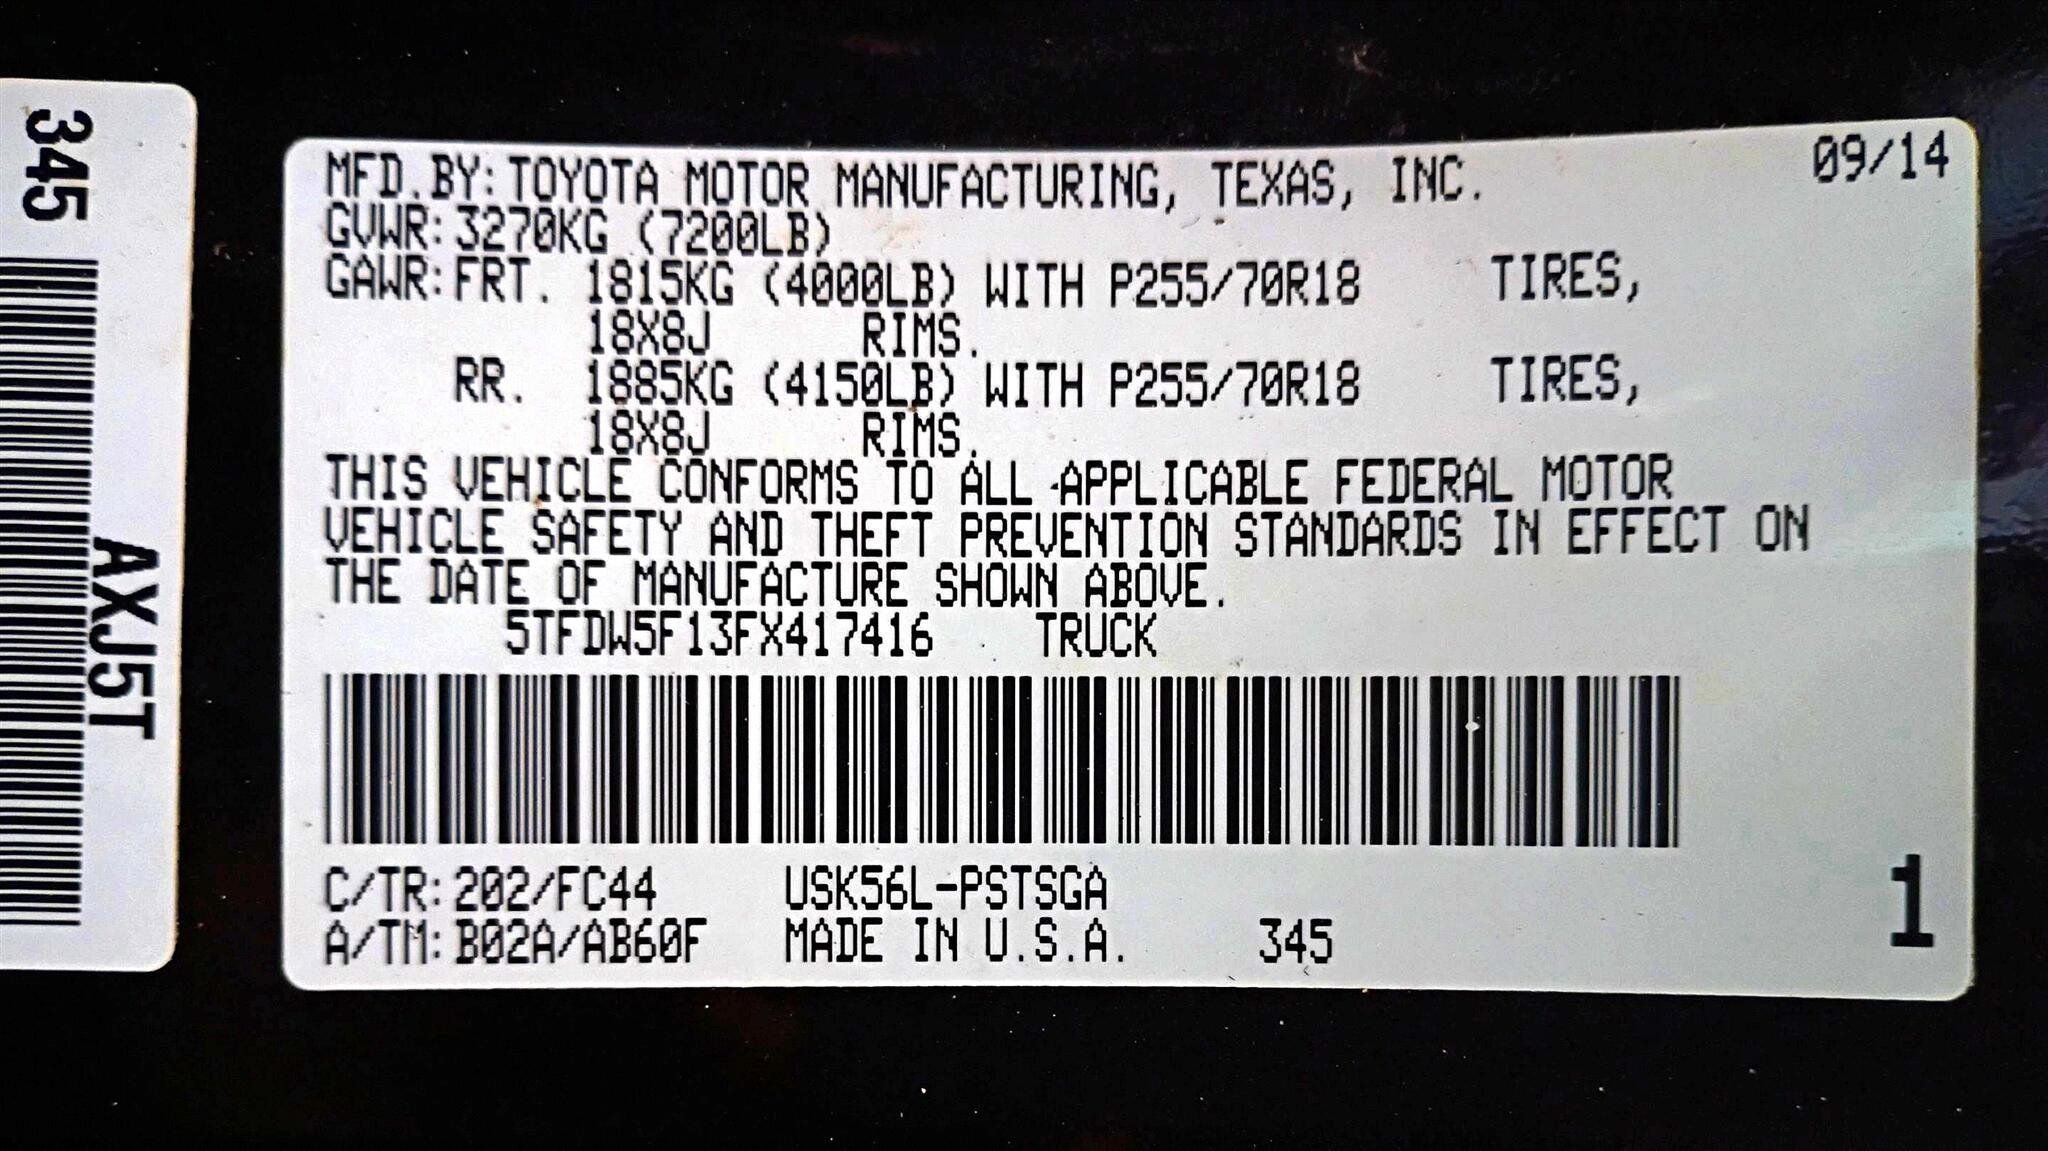 345
AXJ5T
MFD.BY: TOYOTA MOTOR MANUFACTURING, TEXAS, INC. 09/14
GVWR: 3270KG (7200LB)
GAWR: FRT. 1815KG (4000LB) WITH P255/70R18 TIRES,
18X8J RIMS.
RR. 1885KG (4150LB) WITH P255/70R18 TIRES,
18X8J RIMS.
THIS VEHICLE CONFORMS TO ALL APPLICABLE FEDERAL MOTOR
VEHICLE SAFETY AND THEFT PREVENTION STANDARDS IN EFFECT ON
THE DATE OF MANUFACTURE SHOWN ABOVE.
5TFDW5F13FX417416 TRUCK
C/TR: 202/FC44 USK56L-PSTSGA
A/TM: B02A/AB60F MADE IN U.S.A. 345
1